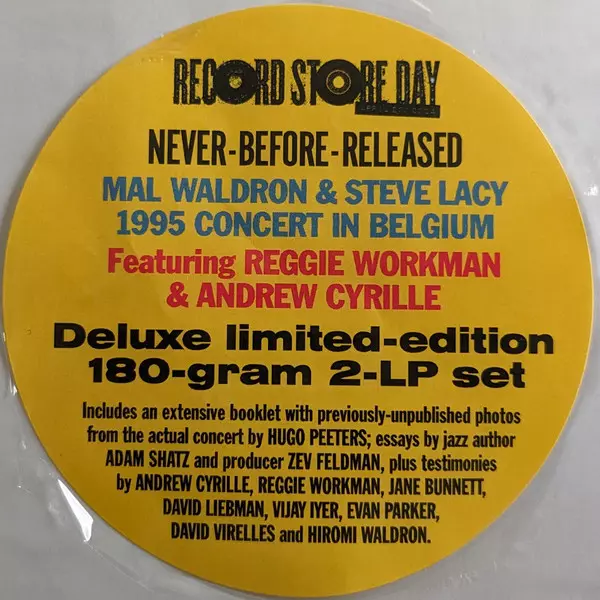 RECORD STORE DAY
NEVER-BEFORE-RELEASED
MAL WALDRON & STEVE LACY
1995 CONCERT IN BELGIUM
Featuring REGGIE WORKMAN
& ANDREW CYRILLE
Deluxe limited-edition
180-gram 2-LP set
Includes an extensive booklet with previously-unpublished photos
from the actual concert by HUGO PEETERS; essays by jazz author
ADAM SHATZ and producer ZEV FELDMAN, plus testimonies
by ANDREW CYRILLE, REGGIE WORKMAN, JANE BUNNETT,
DAVID LIEBMAN, VIJAY IYER, EVAN PARKER,
DAVID VIRELLES and HIROMI WALDRON.